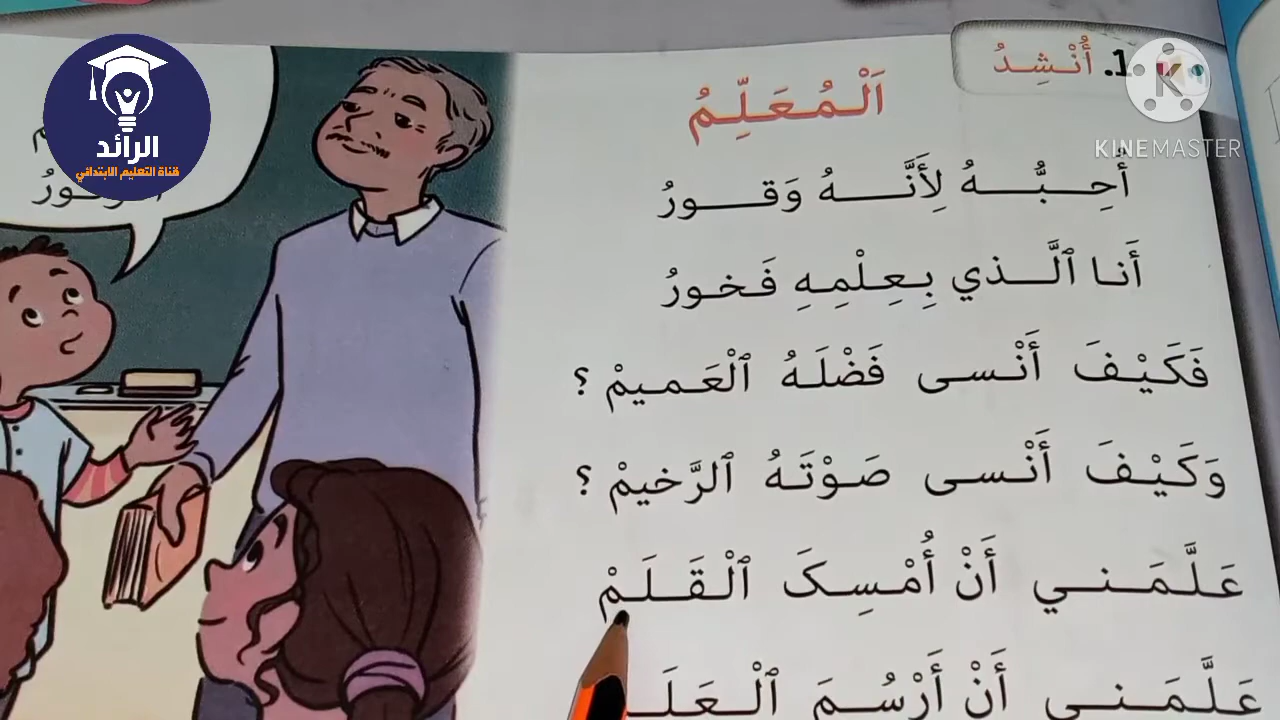 1. أُنْشِدُ
اَلْمُعَلِّمُ
أُحِبُّهُ لِأَنَّهُ وَقورُ
أَنا ٱلَّذي بِعِلْمِهِ فَخورُ
فَكَيْفَ أَنْسى فَضْلَهُ ٱلْعَميمْ ؟
وَكَيْفَ أَنْسى صَوْتَهُ ٱلرَّخيمْ ؟
عَلَّمَني أَنْ أُمْسِكَ ٱلْقَلَمْ
عَلَّمَني أَنْ أَرْسُمَ
الرائد
قناة التعليم الابتدائي
KINEMASTER